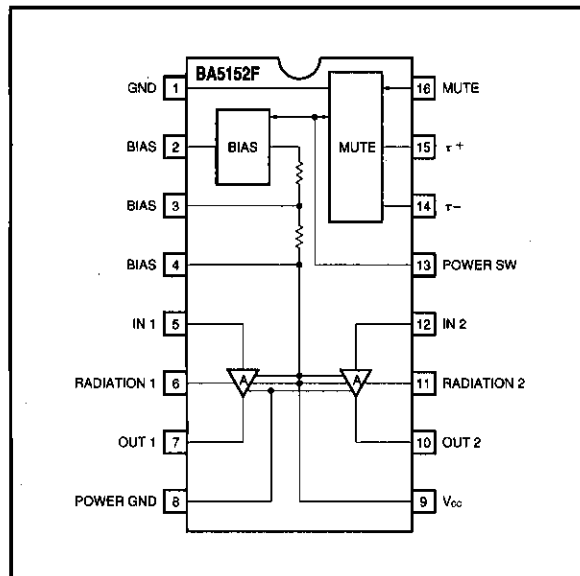 BA5152F
GND 1
16 MUTE
BIAS 2
BIAS
MUTE
15 τ+
BIAS 3
14 τ−
BIAS 4
13 POWER SW
IN 1 5
12 IN 2
RADIATION 1 6
A
A
11 RADIATION 2
OUT 1 7
10 OUT 2
POWER GND 8
9 Vcc